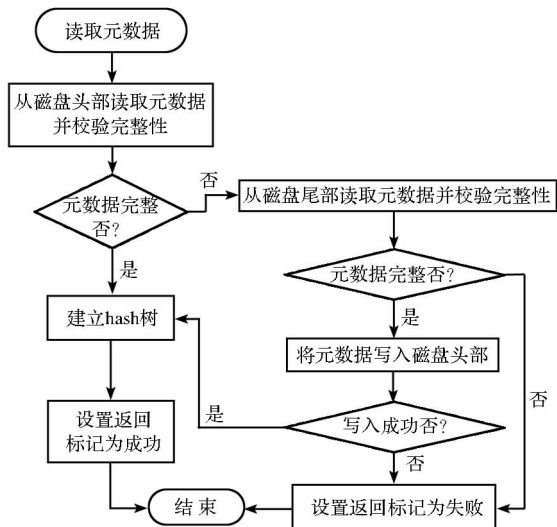 读取元数据
从磁盘头部读取元数据
并校验完整性
元数据完整
否?
否
从磁盘尾部读取元数据并校验完整性
是
元数据完整否?
建立hash树
是
将元数据写入磁盘头部
否
设置返回
标记为成功
是
写入成功否?
否
结束
设置返回标记为失败